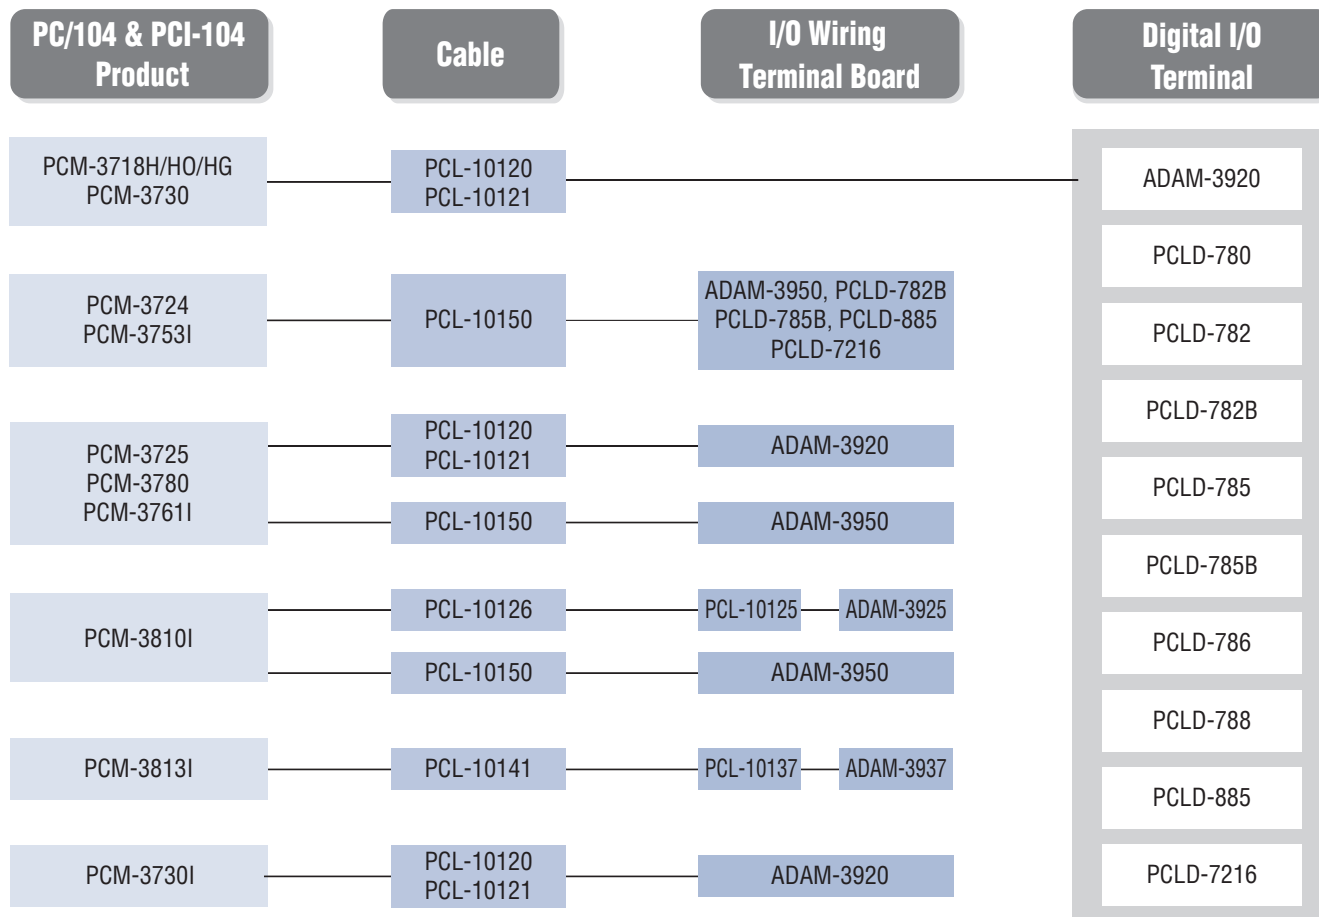 PC/104 & PCI-104
Product
Cable
I/O Wiring
Terminal Board
Digital I/O
Terminal
PCM-3718H/HO/HG
PCM-3730
PCL-10120
PCL-10121
PCM-3724
PCM-3753I
PCL-10150
ADAM-3950, PCLD-782B
PCLD-785B, PCLD-885
PCLD-7216
PCM-3725
PCM-3780
PCM-3761I
PCL-10120
PCL-10121
ADAM-3920
PCL-10150
ADAM-3950
PCM-3810I
PCL-10126
PCL-10125
ADAM-3925
PCL-10150
ADAM-3950
PCM-3813I
PCL-10141
PCL-10137
ADAM-3937
PCM-3730I
PCL-10120
PCL-10121
ADAM-3920
ADAM-3920
PCLD-780
PCLD-782
PCLD-782B
PCLD-785
PCLD-785B
PCLD-786
PCLD-788
PCLD-885
PCLD-7216